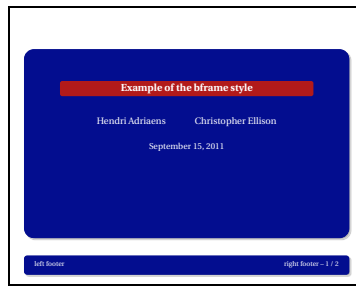 Example of the bframe style
Hendri Adriaens Christopher Ellison
September 15, 2011
left footer right footer – 1 / 2